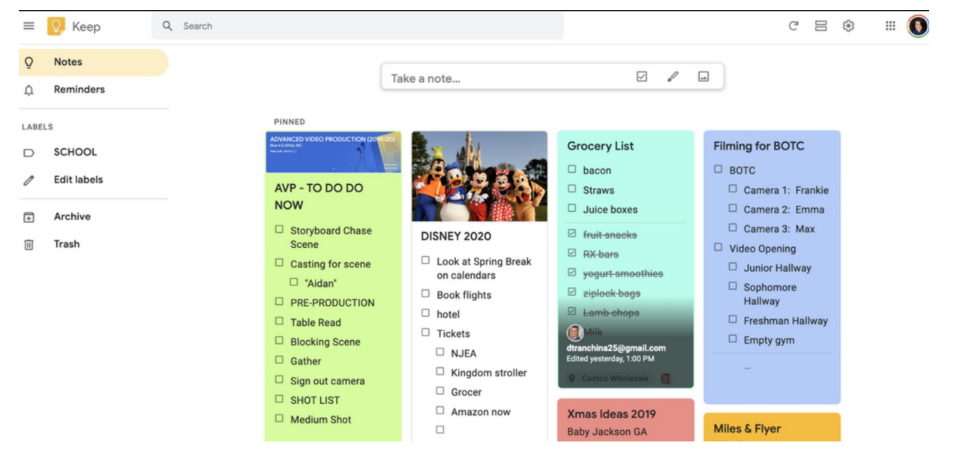 Keep
Search
Notes
Reminders
LABELS
SCHOOL
Edit labels
Archive
Trash
Take a note...
PINNED
ADVANCED VIDEO PRODUCTION (2019-20)
AVP - TO DO DO
NOW
Storyboard Chase
Scene
Casting for scene
"Aidan"
PRE-PRODUCTION
Table Read
Blocking Scene
Gather
Sign out camera
SHOT LIST
Medium Shot
DISNEY 2020
Look at Spring Break
on calendars
Book flights
hotel
Tickets
NJEA
Kingdom stroller
Grocer
Amazon now
Grocery List
bacon
Straws
Juice boxes
fruit snacks
RX bars
yogurt smoothies
ziplock bags
Lamb chops
Milk
dtranchina25@gmail.com
Edited yesterday, 1:00 PM
Costco Wholesale
Xmas Ideas 2019
Baby Jackson GA
Filming for BOTC
BOTC
Camera 1: Frankie
Camera 2: Emma
Camera 3: Max
Video Opening
Junior Hallway
Sophomore
Hallway
Freshman Hallway
Empty gym
...
Miles & Flyer